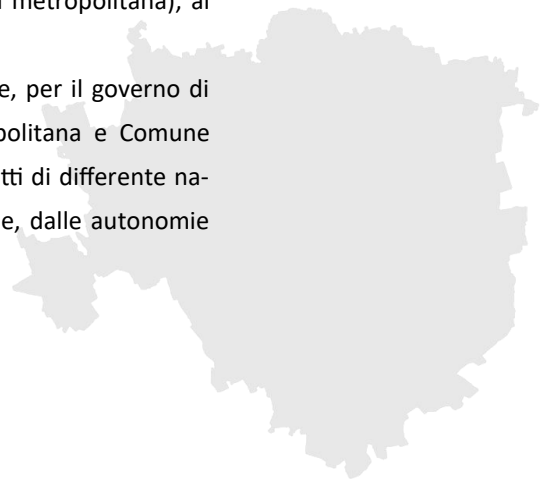 metropolitana), al
e, per il governo di
politana e Comune
tti di differente na-
e, dalle autonomie